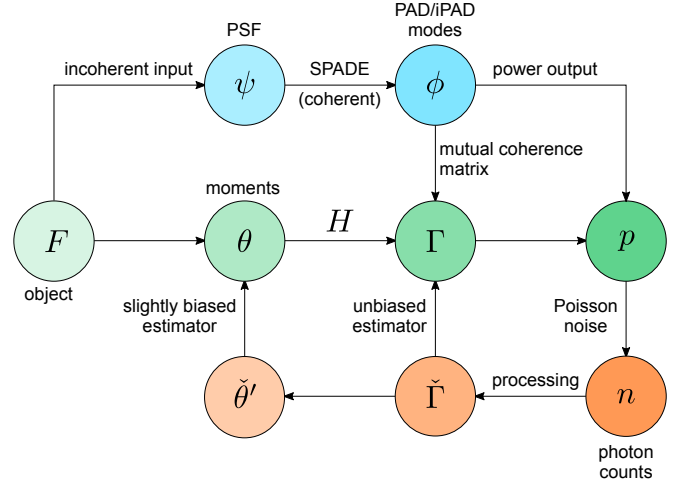 PAD/iPAD
modes
PSF
incoherent input
ψ
SPADE
(coherent)
ϕ
power output
mutual coherence
matrix
moments
F
θ
H
Γ
p
object
slightly biased
estimator
unbiased
estimator
Poisson
noise
θ̌′
Γ̌
processing
n
photon
counts